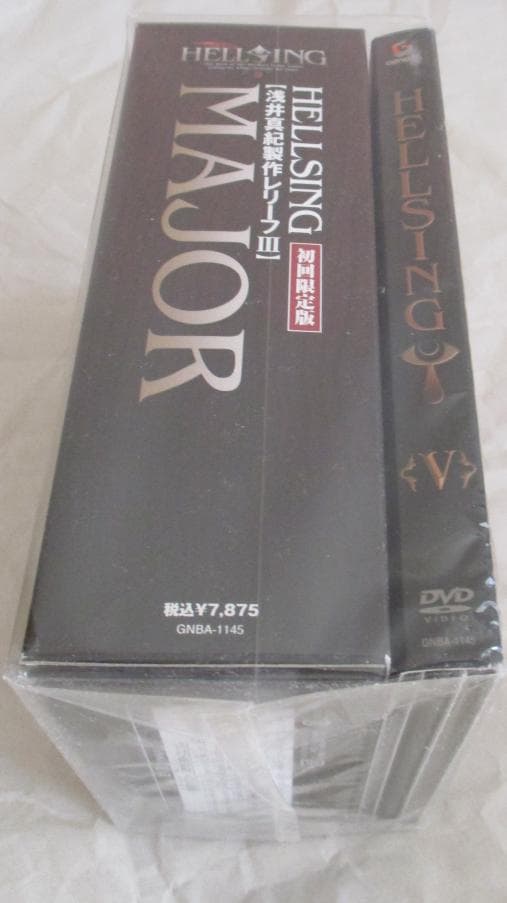 HELLSING
HELLSING
【浅井真紀製作レリーフIII】
初回限定版
MAJOR
税込¥7,875
GNBA-1145
G
HELLSING
V
DVD
VIDEO
GNBA-1145